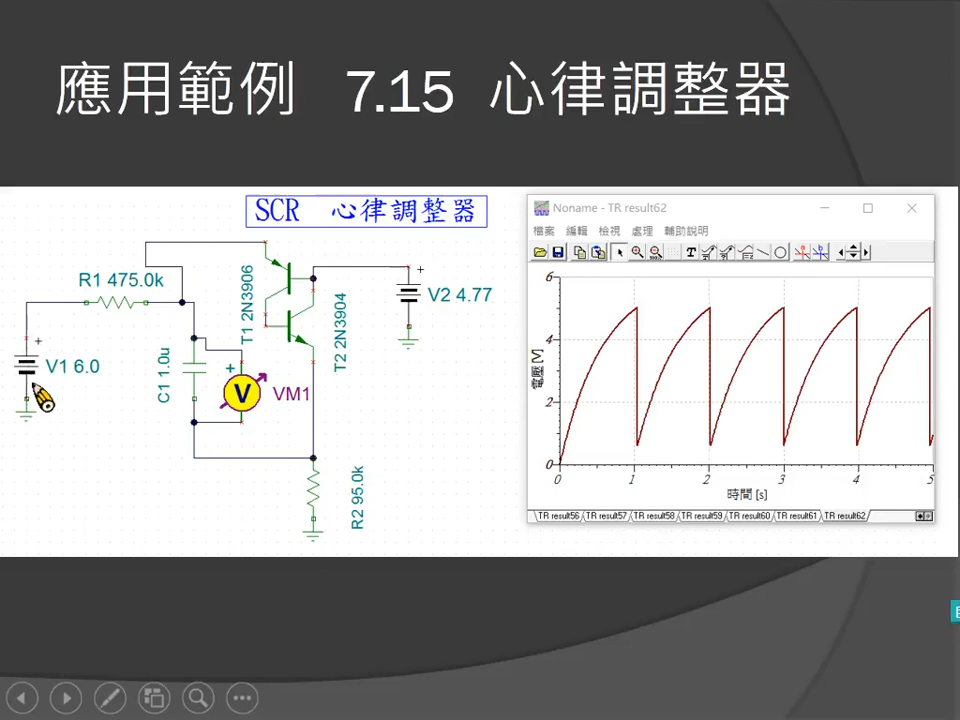 應用範例 7.15 心律調整器
SCR 心律調整器
R1 475.0k
T1 2N3906
T2 2N3904
+
V2 4.77
+
V1 6.0
C1 1.0u
+
V
VM1
R2 95.0k
Noname - TR result62
檔案 編輯 檢視 處理 輔助說明
T
a
b
電壓 [V]
6
4
2
0
0 1 2 3 4 5
時間 [s]
TR result56 TR result57 TR result58 TR result59 TR result60 TR result61 TR result62